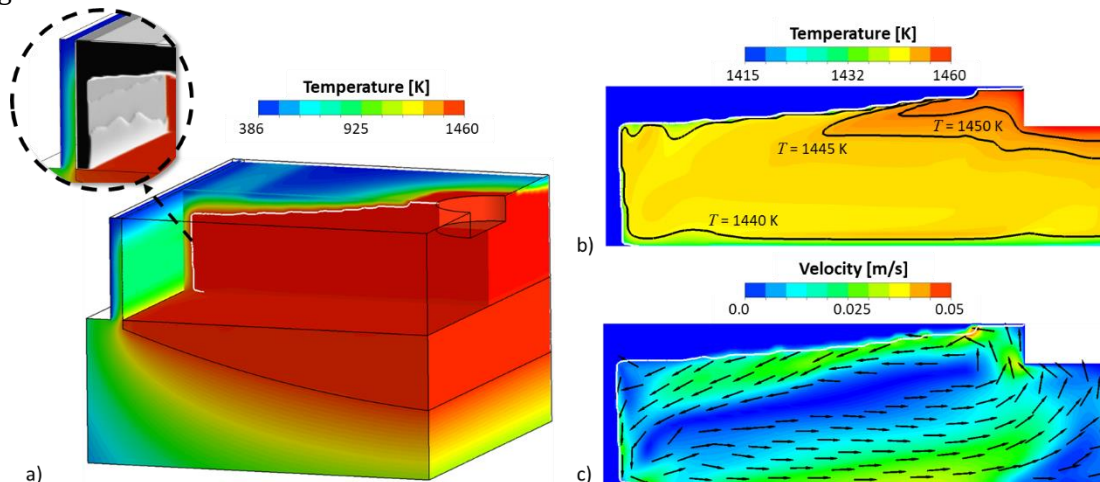 Temperature [K]
386 925 1460
a)
Temperature [K]
1415 1432 1460
T = 1450 K
T = 1445 K
T = 1440 K
b)
Velocity [m/s]
0.0 0.025 0.05
c)